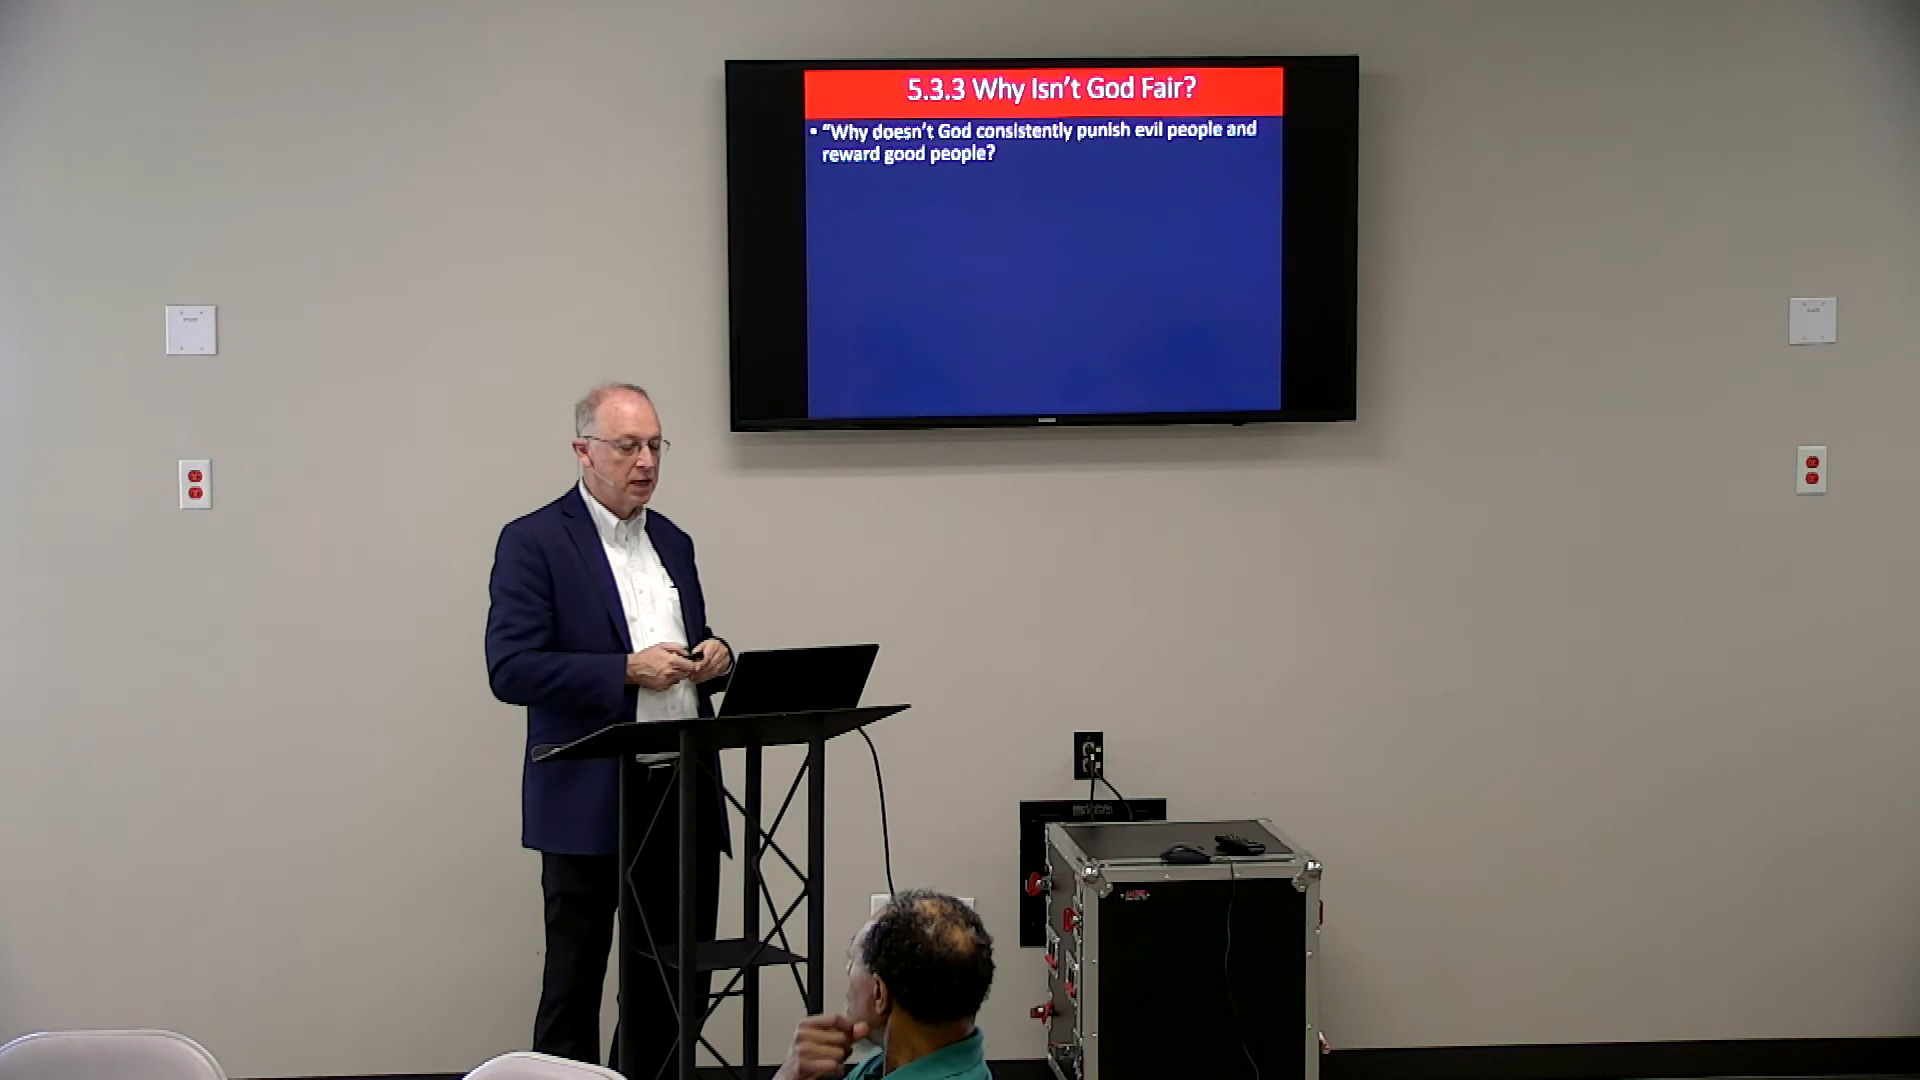 5.3.3 Why Isn't God Fair?
• "Why doesn't God consistently punish evil people and
reward good people?